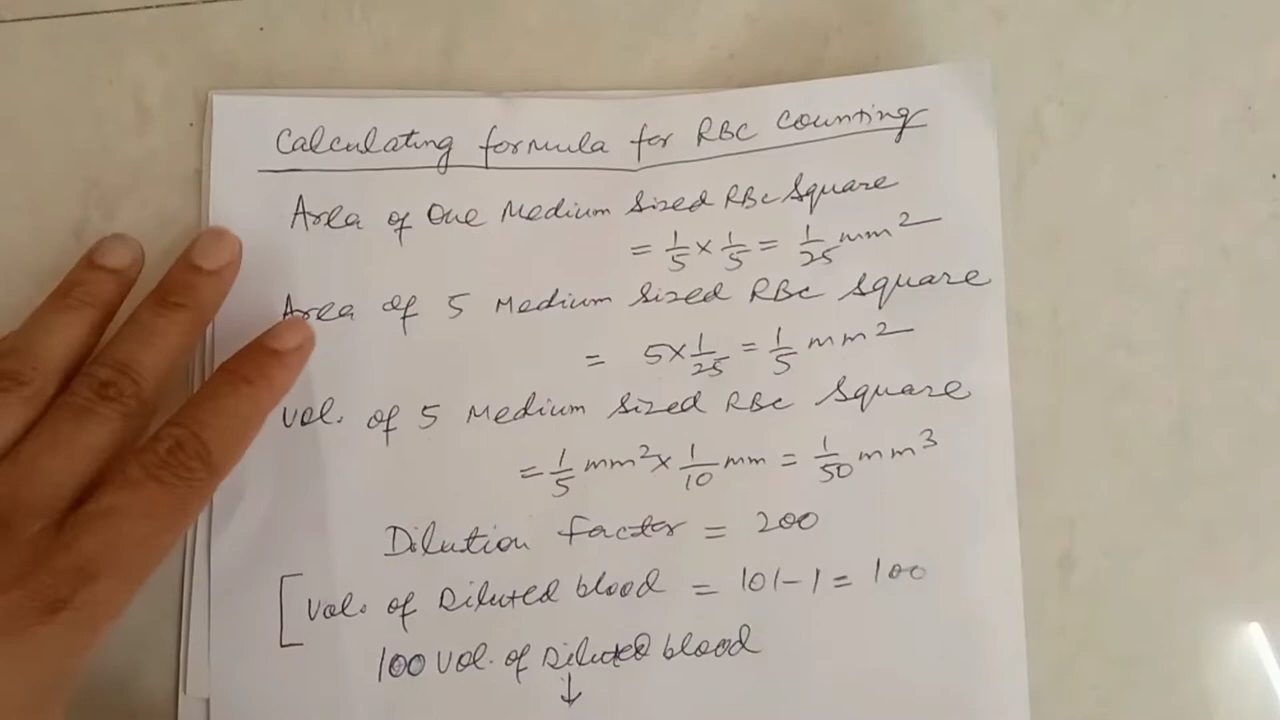 Calculating formula for RBC counting
Area of One Medium Sized RBC Square
= 1/5 × 1/5 = 1/25 mm²
Area of 5 Medium Sized RBC Square
= 5 × 1/25 = 1/5 mm²
Vol. of 5 Medium Sized RBC Square
= 1/5 mm² × 1/10 mm = 1/50 mm³
Dilution factor = 200
[ Vol. of Diluted blood = 101-1 = 100
100 Vol. of Diluted blood
↓